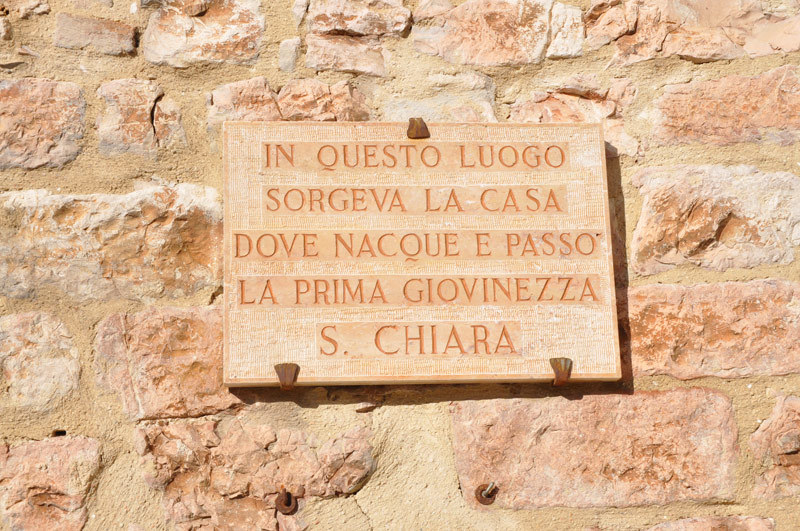 IN QUESTO LUOGO
SORGEVA LA CASA
DOVE NACQUE E PASSO'
LA PRIMA GIOVINEZZA
S. CHIARA